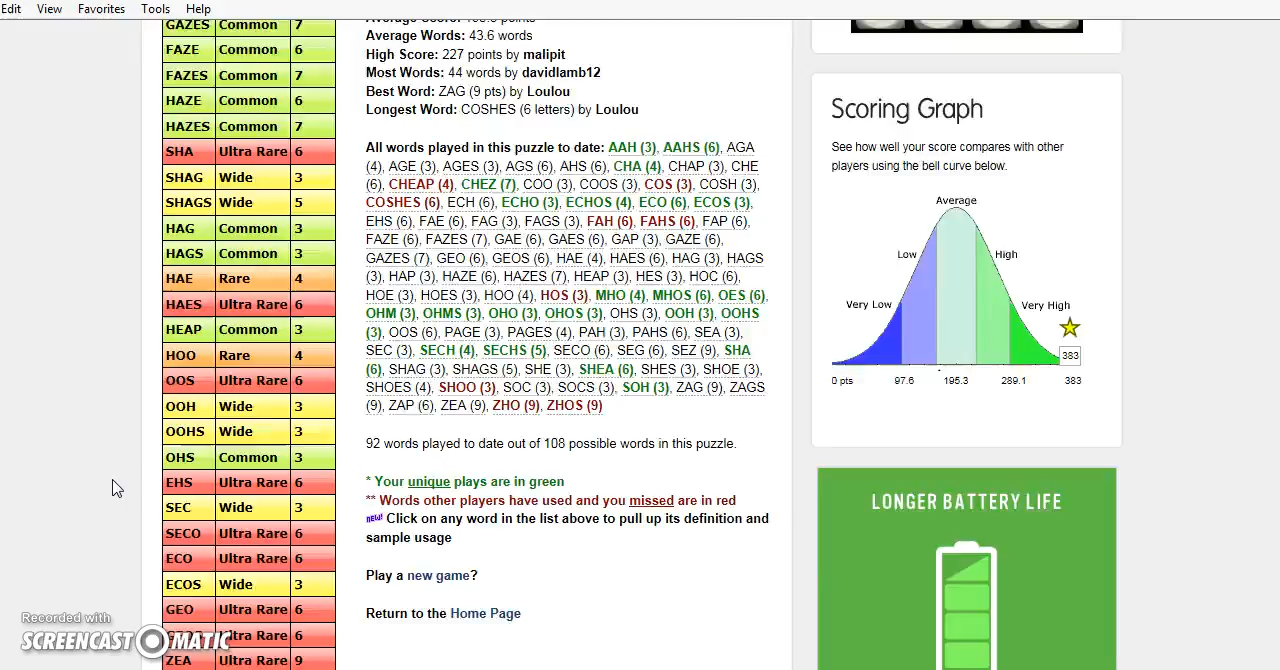 Edit View Favorites Tools Help
GAZES Common 7
FAZE Common 6
FAZES Common 7
HAZE Common 6
HAZES Common 7
SHA Ultra Rare 6
SHAG Wide 3
SHAGS Wide 5
HAG Common 3
HAGS Common 3
HAE Rare 4
HAES Ultra Rare 6
HEAP Common 3
HOO Rare 4
OOS Ultra Rare 6
OOH Wide 3
OOHS Wide 3
OHS Common 3
EHS Ultra Rare 6
SEC Wide 3
SECO Ultra Rare 6
ECO Ultra Rare 6
ECOS Wide 3
GEO Ultra Rare 6
Ultra Rare 6
ZEA Ultra Rare 9
Average Words: 43.6 words
High Score: 227 points by malipit
Most Words: 44 words by davidlamb12
Best Word: ZAG (9 pts) by Loulou
Longest Word: COSHES (6 letters) by Loulou
All words played in this puzzle to date: AAH (3), AAHS (6), AGA
(4), AGE (3), AGES (3), AGS (6), AHS (6), CHA (4), CHAP (3), CHE
(6), CHEAP (4), CHEZ (7), COO (3), COOS (3), COS (3), COSH (3),
COSHES (6), ECH (6), ECHO (3), ECHOS (4), ECO (6), ECOS (3),
EHS (6), FAE (6), FAG (3), FAGS (3), FAH (6), FAHS (6), FAP (6),
FAZE (6), FAZES (7), GAE (6), GAES (6), GAP (3), GAZE (6),
GAZES (7), GEO (6), GEOS (6), HAE (4), HAES (6), HAG (3), HAGS
(3), HAP (3), HAZE (6), HAZES (7), HEAP (3), HES (3), HOC (6),
HOE (3), HOES (3), HOO (4), HOS (3), MHO (4), MHOS (6), OES (6),
OHM (3), OHMS (3), OHO (3), OHOS (3), OHS (3), OOH (3), OOHS
(3), OOS (6), PAGE (3), PAGES (4), PAH (3), PAHS (6), SEA (3),
SEC (3), SECH (4), SECHS (5), SECO (6), SEG (6), SEZ (9), SHA
(6), SHAG (3), SHAGS (5), SHE (3), SHEA (6), SHES (3), SHOE (3),
SHOES (4), SHOO (3), SOC (3), SOCS (3), SOH (3), ZAG (9), ZAGS
(9), ZAP (6), ZEA (9), ZHO (9), ZHOS (9)
92 words played to date out of 108 possible words in this puzzle.
* Your unique plays are in green
** Words other players have used and you missed are in red
NEW! Click on any word in the list above to pull up its definition and
sample usage
Play a new game?
Return to the Home Page
Scoring Graph
See how well your score compares with other
players using the bell curve below.
Average
Low
High
Very Low
Very High
383
0 pts 97.6 195.3 289.1 383
LONGER BATTERY LIFE
Recorded with
SCREENCAST MATIC